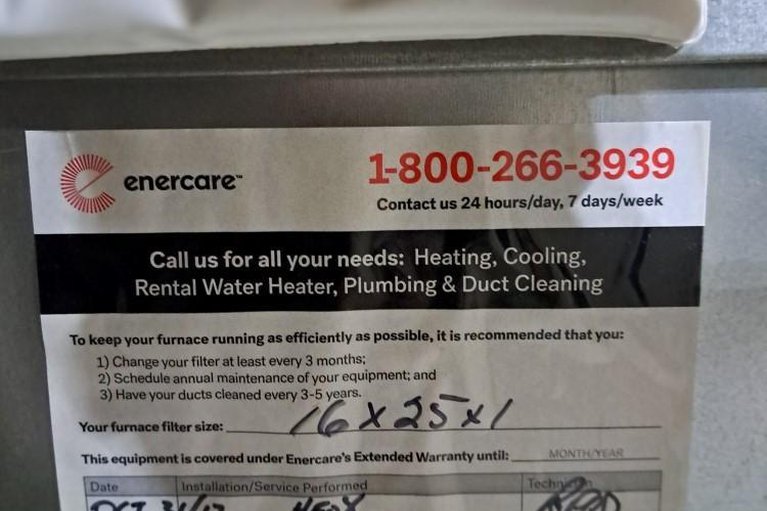 enercare™
1-800-266-3939
Contact us 24 hours/day, 7 days/week
Call us for all your needs: Heating, Cooling,
Rental Water Heater, Plumbing & Duct Cleaning
To keep your furnace running as efficiently as possible, it is recommended that you:
1) Change your filter at least every 3 months;
2) Schedule annual maintenance of your equipment; and
3) Have your ducts cleaned every 3-5 years.
Your furnace filter size: 16x25x1
This equipment is covered under Enercare's Extended Warranty until: MONTH/YEAR
Date Installation/Service Performed Technician